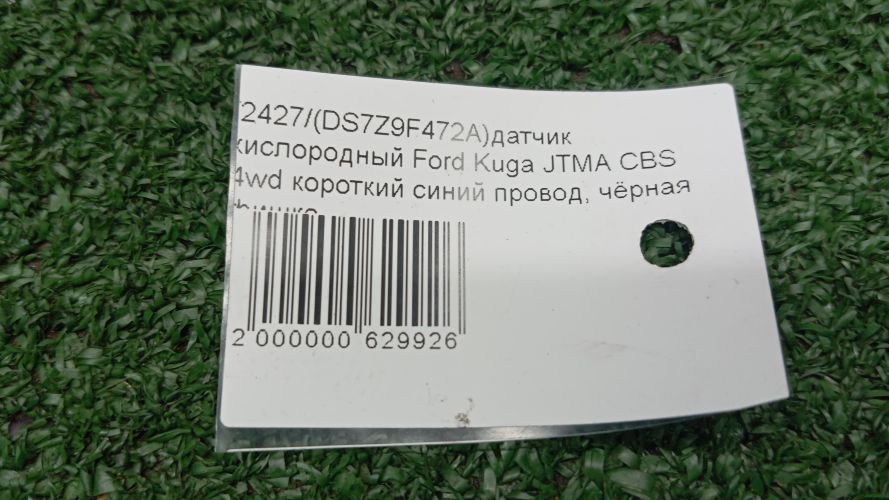 2427/(DS7Z9F472A)датчик
кислородный Ford Kuga JTMA CBS
4wd короткий синий провод, чёрная
2 000000 629926